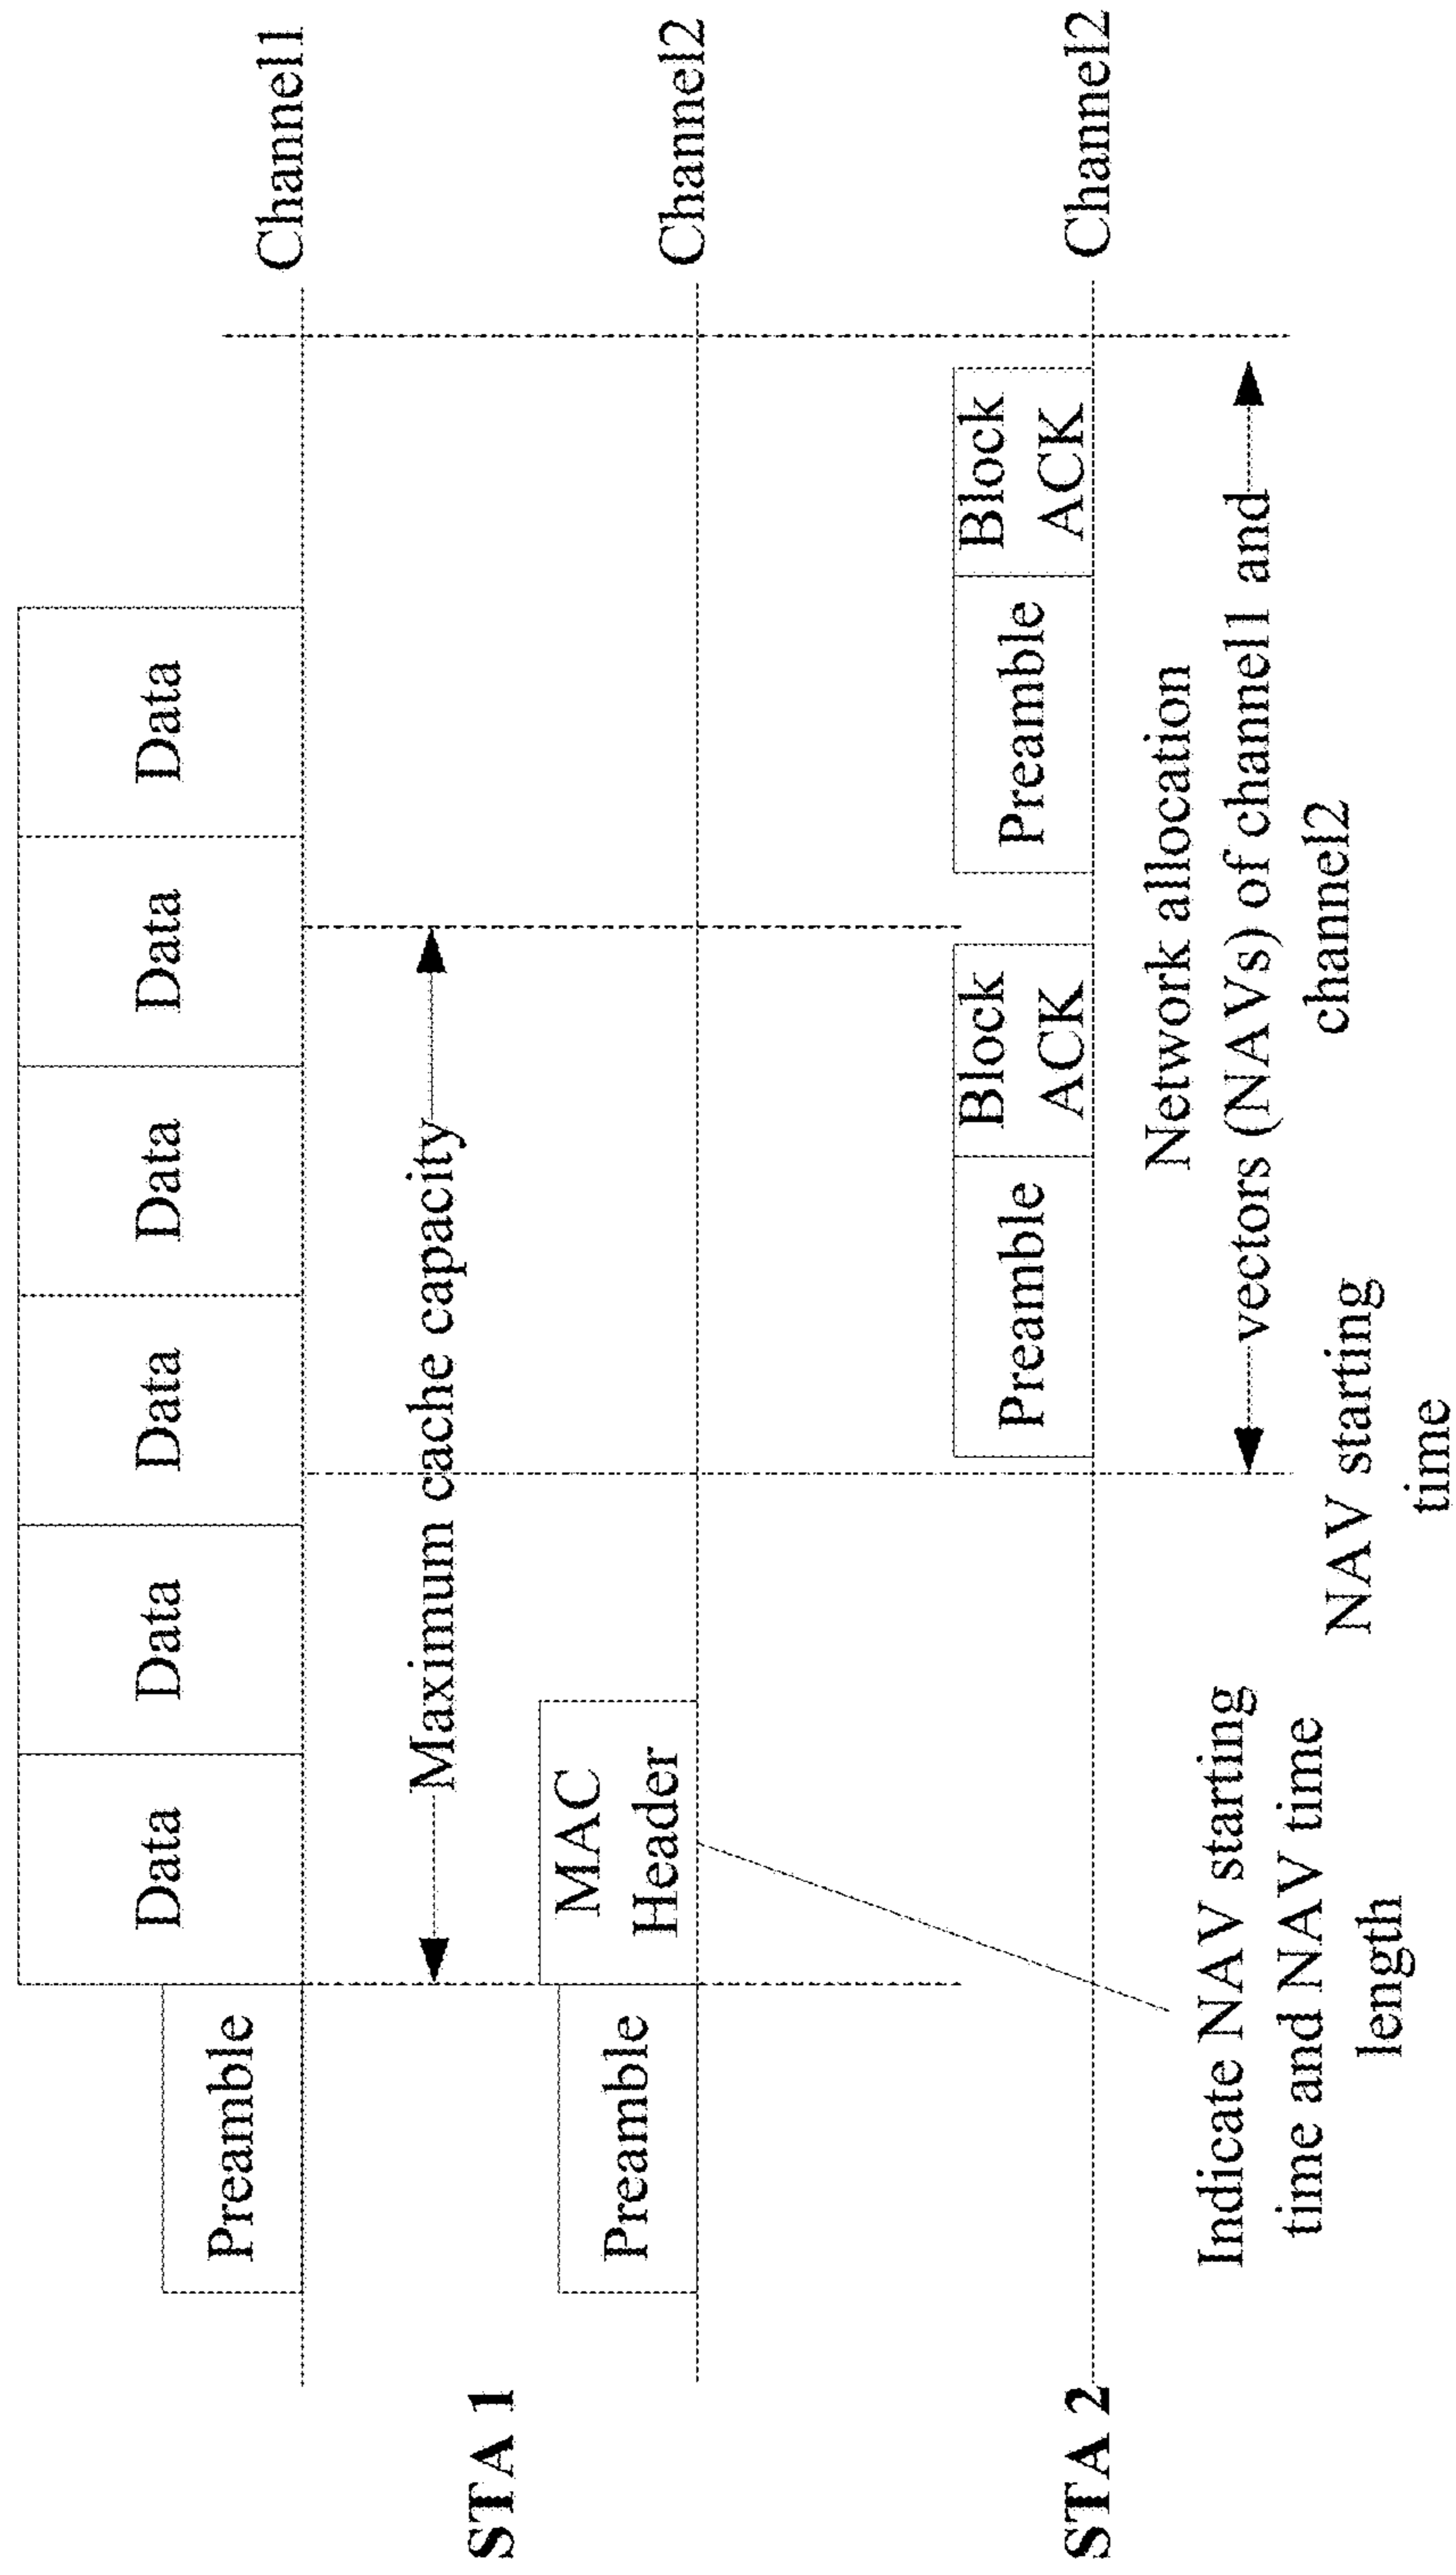 Preamble
Data
Data
Data
Data
Data
Data
Channel1
Maximum cache capacity
STA 1
Preamble
MAC
Header
Channel2
STA 2
Preamble
Block
ACK
Preamble
Block
ACK
Channel2
Indicate NAV starting
time and NAV time
length
NAV starting
time
Network allocation
vectors (NAVs) of channel1 and
channel2